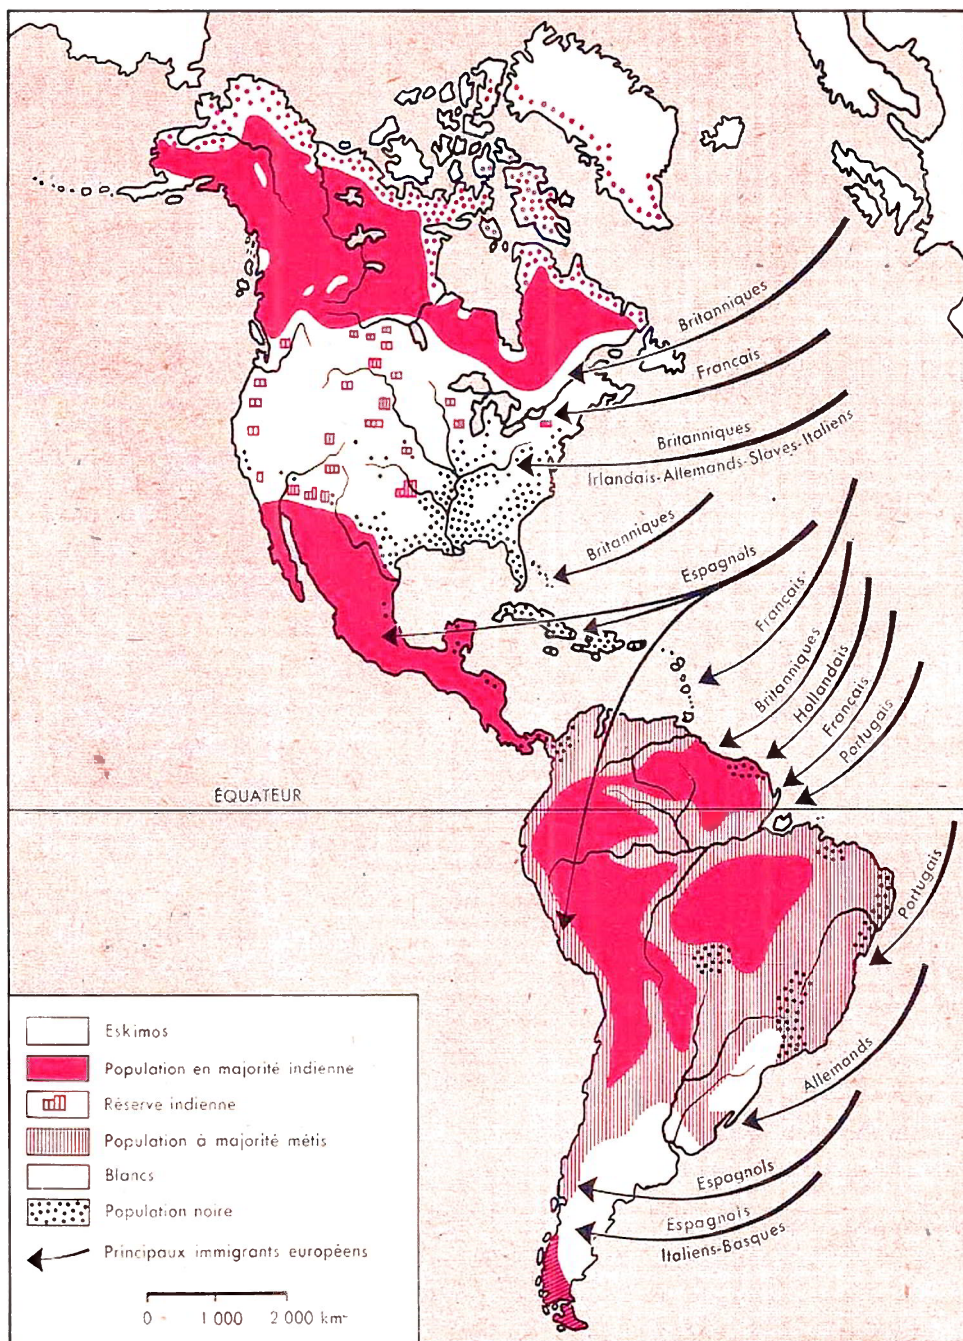 Britanniques
Français
Britanniques
Irlandais-Allemands-Slaves-Italiens
Britanniques
Espagnols
Français
Britanniques
Hollandais
Français
Portugais
ÉQUATEUR
Portugais
Allemands
Espagnols
Espagnols
Italiens-Basques
Eskimos
Population en majorité indienne
Réserve indienne
Population à majorité métis
Blancs
Population noire
Principaux immigrants européens
0 1 000 2 000 km